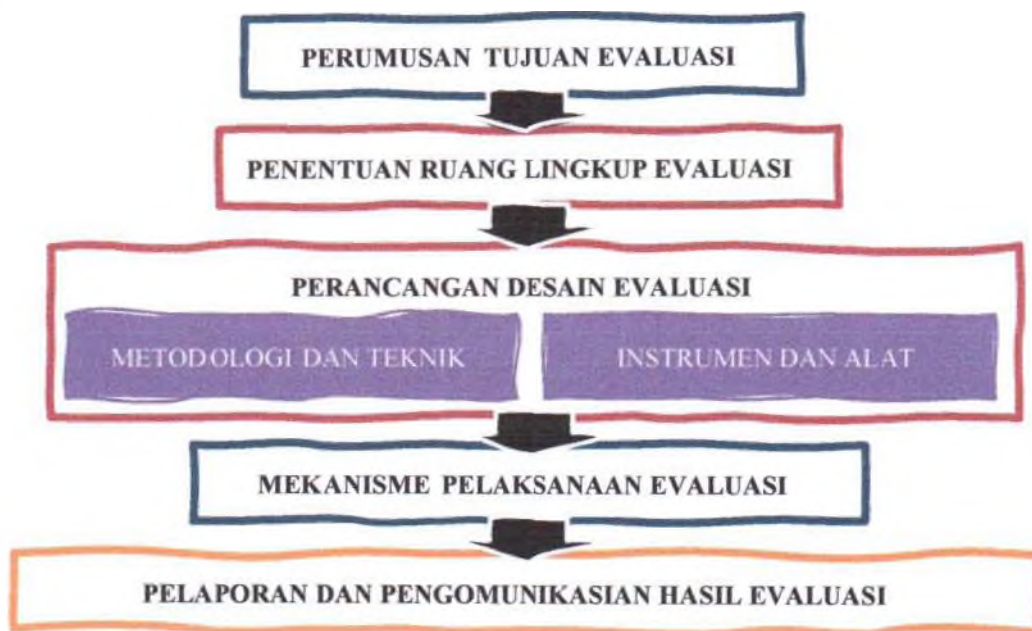 PERUMUSAN TUJUAN EVALUASI
PENENTUAN RUANG LINGKUP EVALUASI
PERANCANGAN DESAIN EVALUASI
METODOLOGI DAN TEKNIK
INSTRUMEN DAN ALAT
MEKANISME PELAKSANAAN EVALUASI
PELAPORAN DAN PENGOMUNIKASIAN HASIL EVALUASI